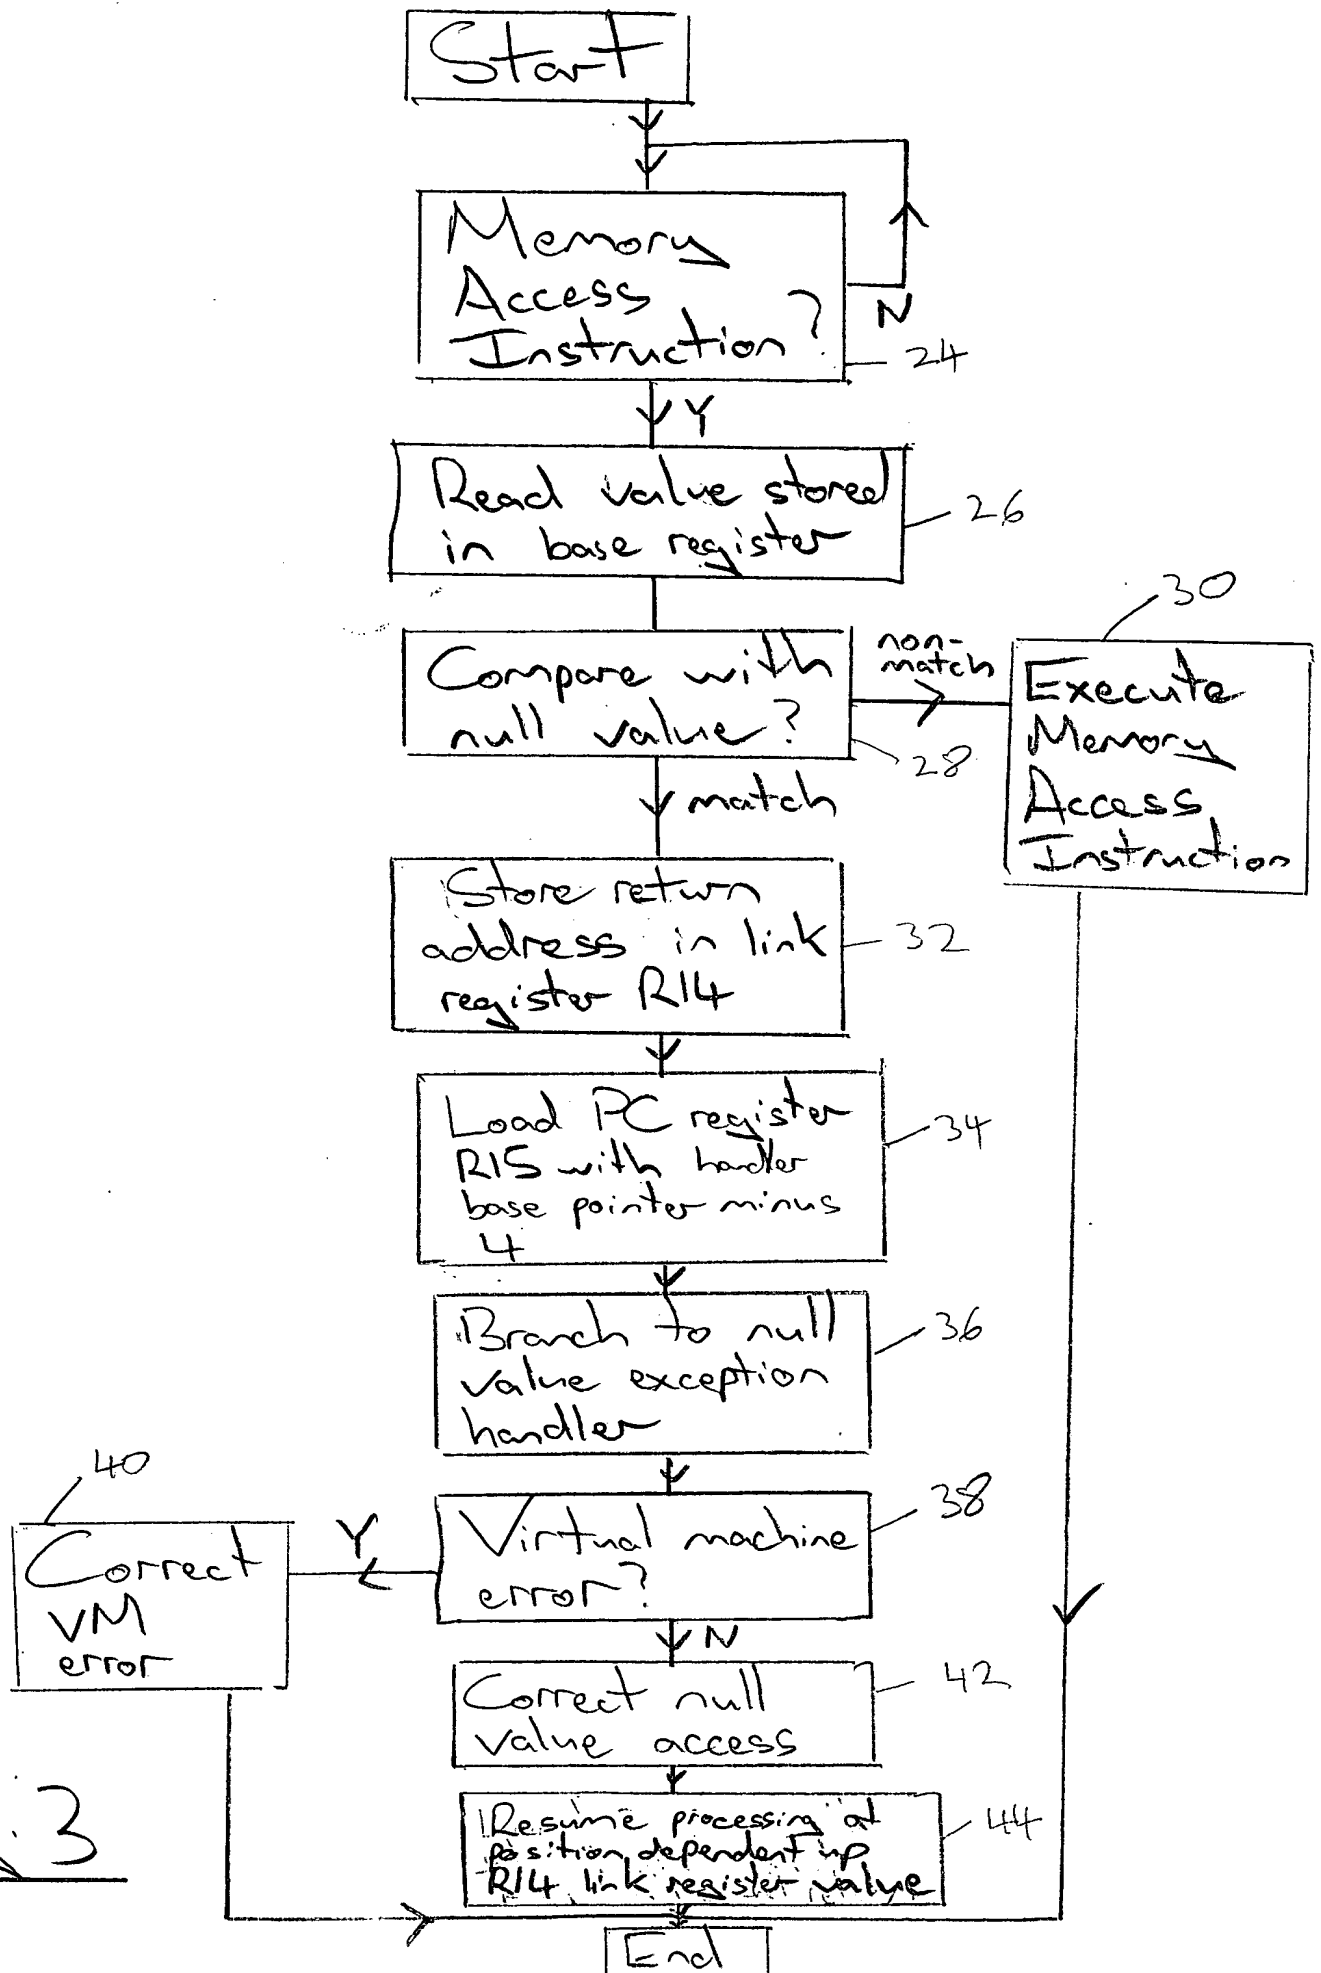 Start
Memory
Access
Instruction?
N
24
Y
Read value stored
in base register
26
Compare with
null value?
28
non-
match
30
Execute
Memory
Access
Instruction
match
Store return
address in link
register R14
32
Load PC register
R15 with handler
base pointer minus
4
34
Branch to null
value exception
handler
36
Virtual machine
error?
38
Y
40
Correct
VM
error
N
Correct null
value access
42
Resume processing at
position dependent up
R14 link register value
44
3
End